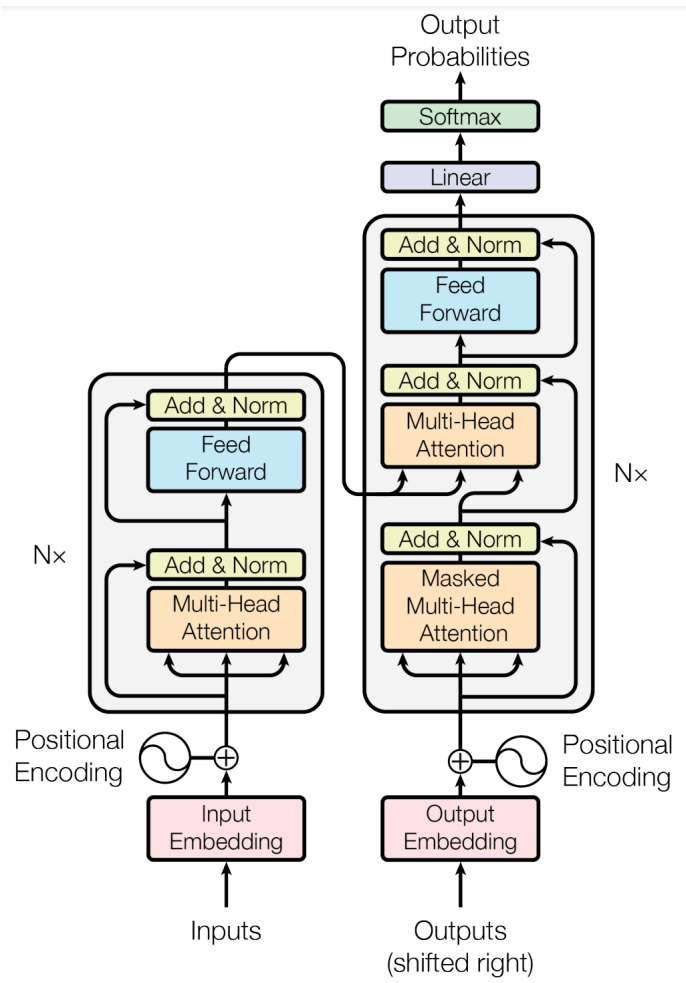 Output
Probabilities
Softmax
Linear
Add & Norm
Feed
Forward
Add & Norm
Multi-Head
Attention
Nx
Add & Norm
Masked
Multi-Head
Attention
Add & Norm
Feed
Forward
Nx
Add & Norm
Multi-Head
Attention
Positional
Encoding
Positional
Encoding
Input
Embedding
Output
Embedding
Inputs
Outputs
(shifted right)